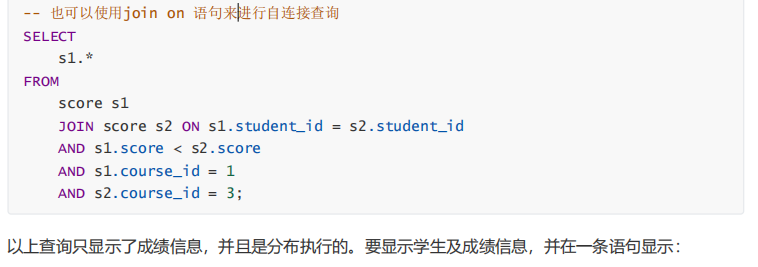 -- 也可以使用join on 语句来进行自连接查询
SELECT
    s1.*
FROM
    score s1
    JOIN score s2 ON s1.student_id = s2.student_id
    AND s1.score < s2.score
    AND s1.course_id = 1
    AND s2.course_id = 3;
以上查询只显示了成绩信息，并且是分布执行的。要显示学生及成绩信息，并在一条语句显示：